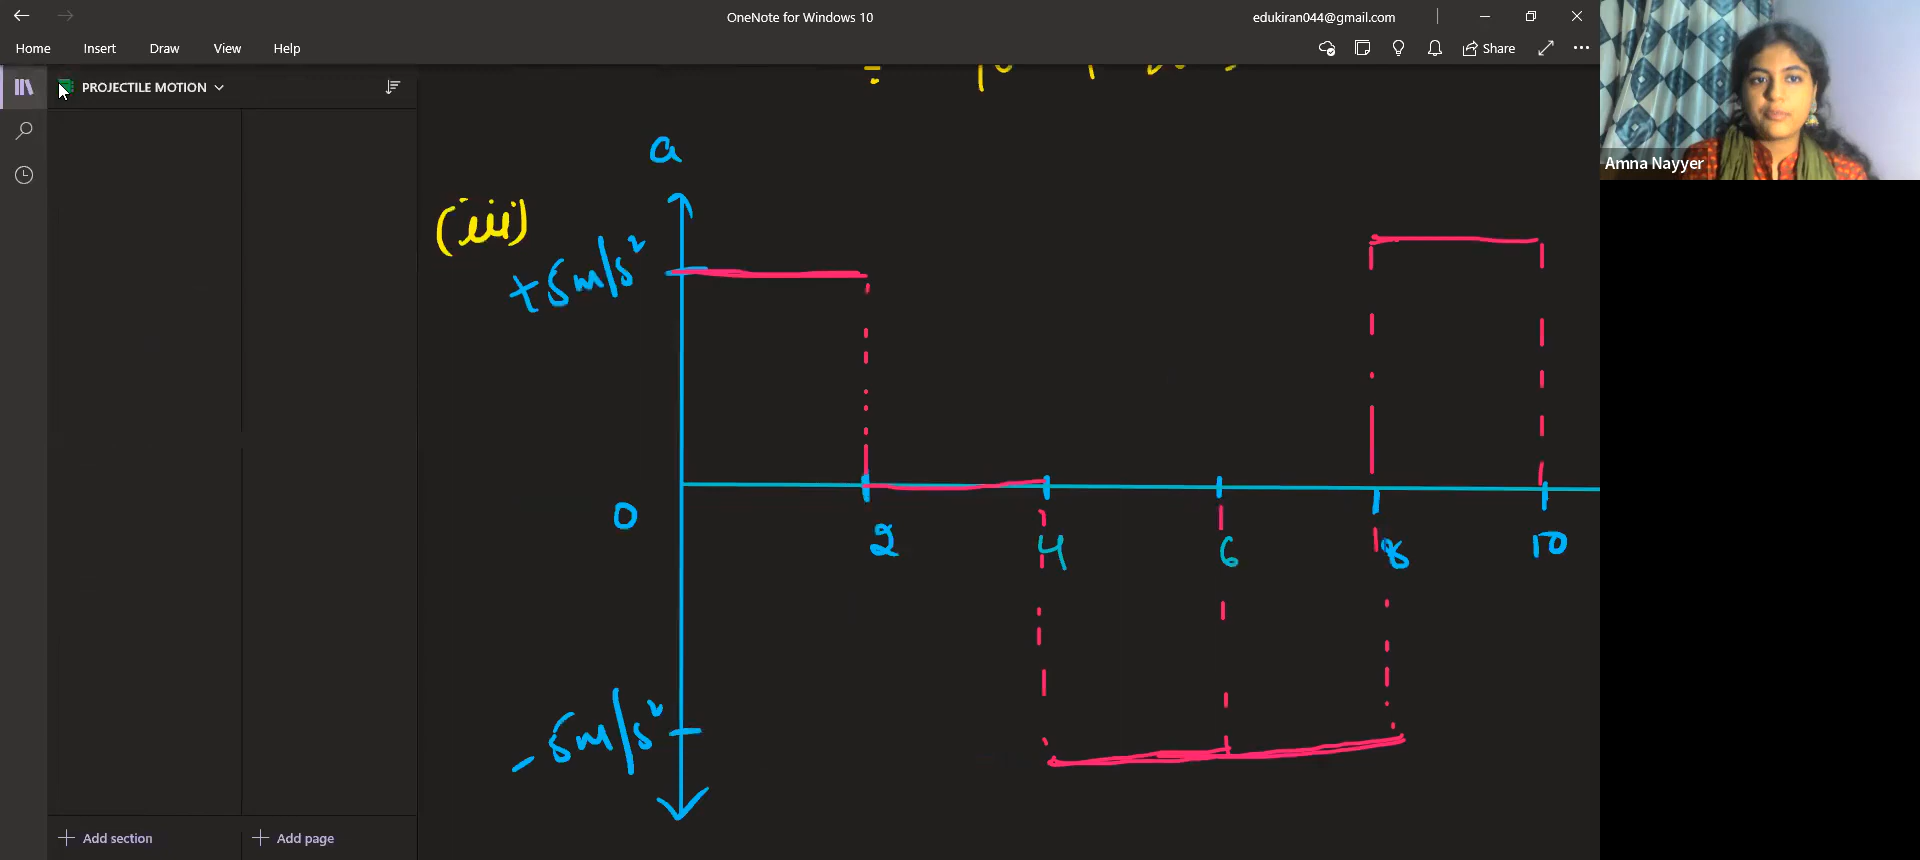 OneNote for Windows 10
edukiran044@gmail.com
Home Insert Draw View Help
Share
PROJECTILE MOTION
Amna Nayyer
a
(iii)
+5m/s²
0
2 4 6 8 10
-5m/s²
Add section
Add page